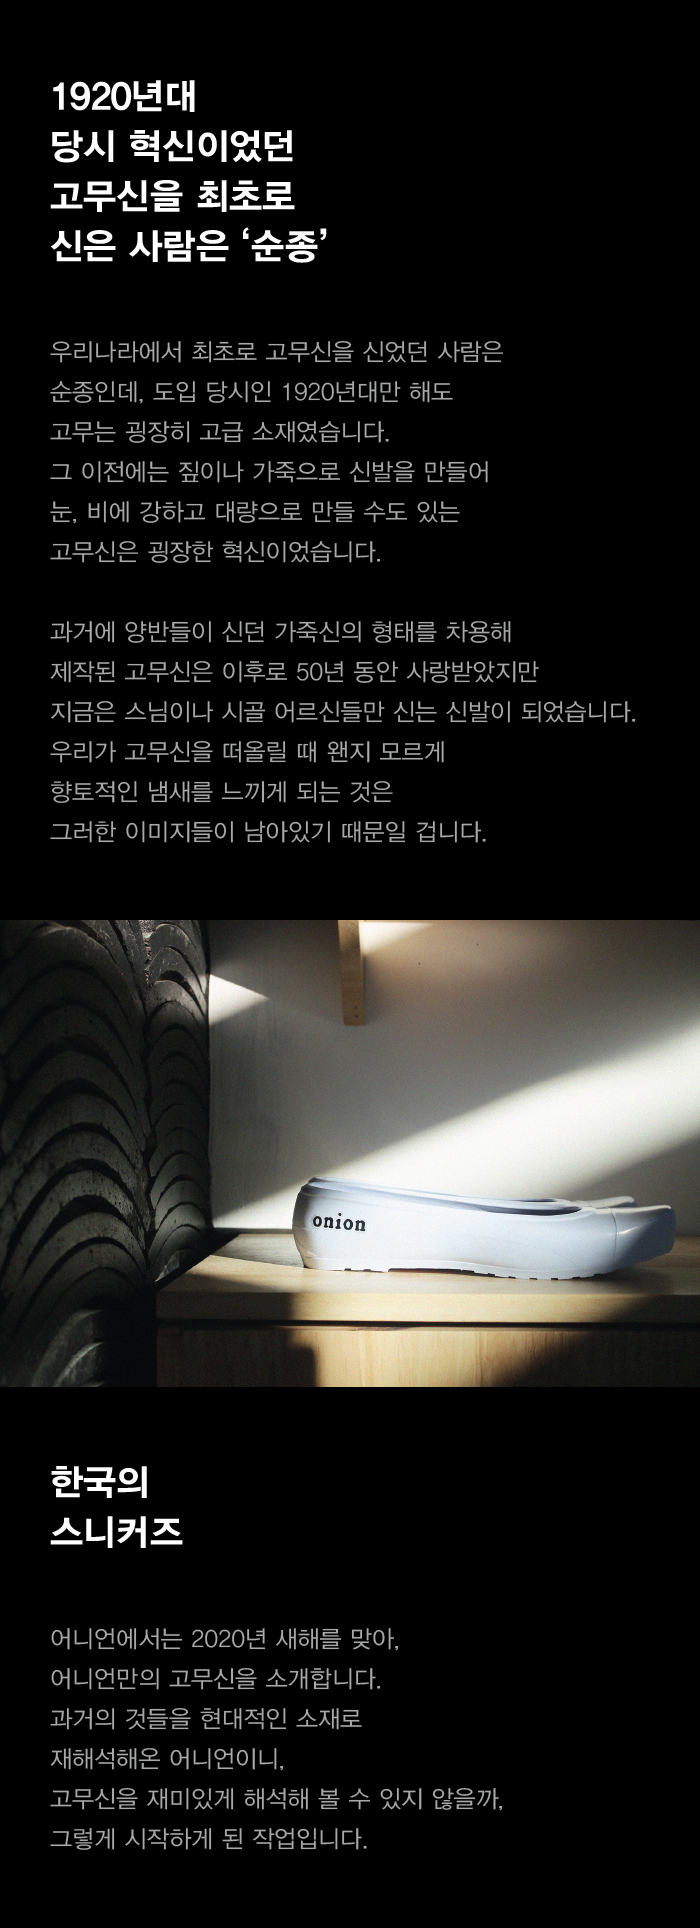 1920년대
당시 혁신이었던
고무신을 최초로
신은 사람은 ‘순종’
우리나라에서 최초로 고무신을 신었던 사람은
순종인데, 도입 당시인 1920년대만 해도
고무는 굉장히 고급 소재였습니다.
그 이전에는 짚이나 가죽으로 신발을 만들어
눈, 비에 강하고 대량으로 만들 수도 있는
고무신은 굉장한 혁신이었습니다.
과거에 양반들이 신던 가죽신의 형태를 차용해
제작된 고무신은 이후로 50년 동안 사랑받았지만
지금은 스님이나 시골 어르신들만 신는 신발이 되었습니다.
우리가 고무신을 떠올릴 때 왠지 모르게
향토적인 냄새를 느끼게 되는 것은
그러한 이미지들이 남아있기 때문일 겁니다.
onion
한국의
스니커즈
어니언에서는 2020년 새해를 맞아,
어니언만의 고무신을 소개합니다.
과거의 것들을 현대적인 소재로
재해석해온 어니언이니,
고무신을 재미있게 해석해 볼 수 있지 않을까,
그렇게 시작하게 된 작업입니다.